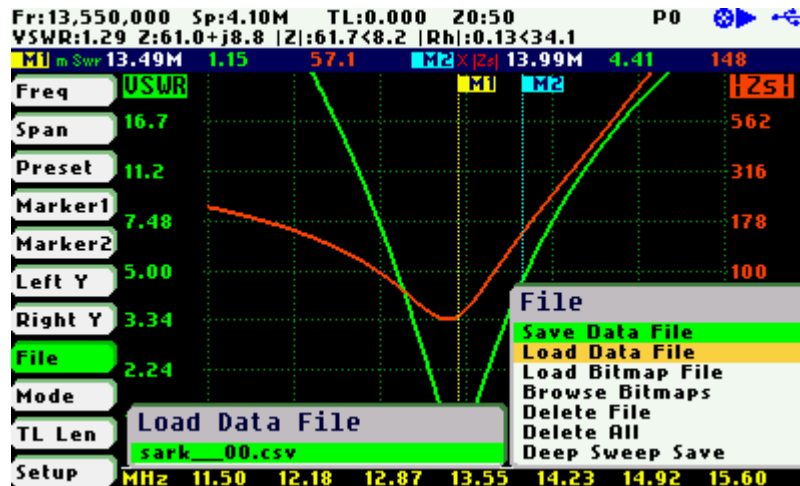 Fr:13,550,000 Sp:4.10M TL:0.000 20:50 P0
VSWR:1.29 Z:61.0+j8.8 |Z|:61.7<8.2 |Rh|:0.13<34.1
M1 m Swr 13.49M 1.15 57.1 M2 X |Zs| 13.99M 4.41 148
Freq
VSWR
M1
M2
|Zs|
Span
16.7
562
Preset
11.2
316
Marker1
7.48
178
Marker2
Left Y
5.00
100
Right Y
3.34
File
2.24
Mode
TL Len
Setup
File
Save Data File
Load Data File
Load Bitmap File
Browse Bitmaps
Delete File
Delete All
Deep Sweep Save
Load Data File
sark__00.csv
MHz 11.50 12.18 12.87 13.55 14.23 14.92 15.60